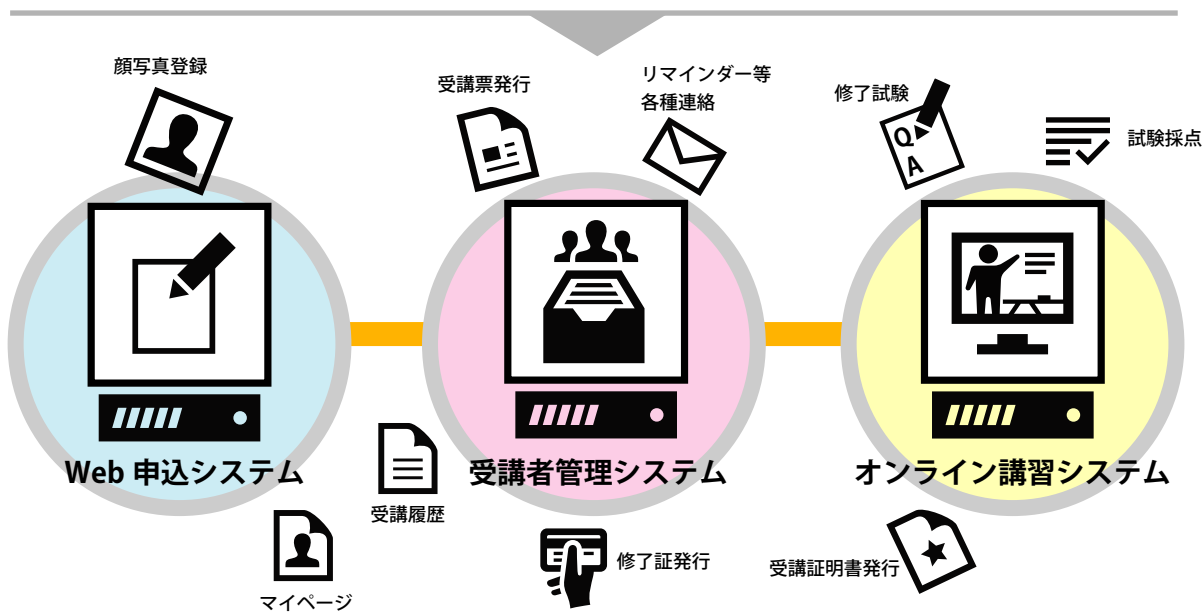 顔写真登録
受講票発行
リマインダー等
各種連絡
修了試験
試験採点
Q
A
Web 申込システム
受講者管理システム
オンライン講習システム
受講履歴
マイページ
修了証発行
受講証明書発行